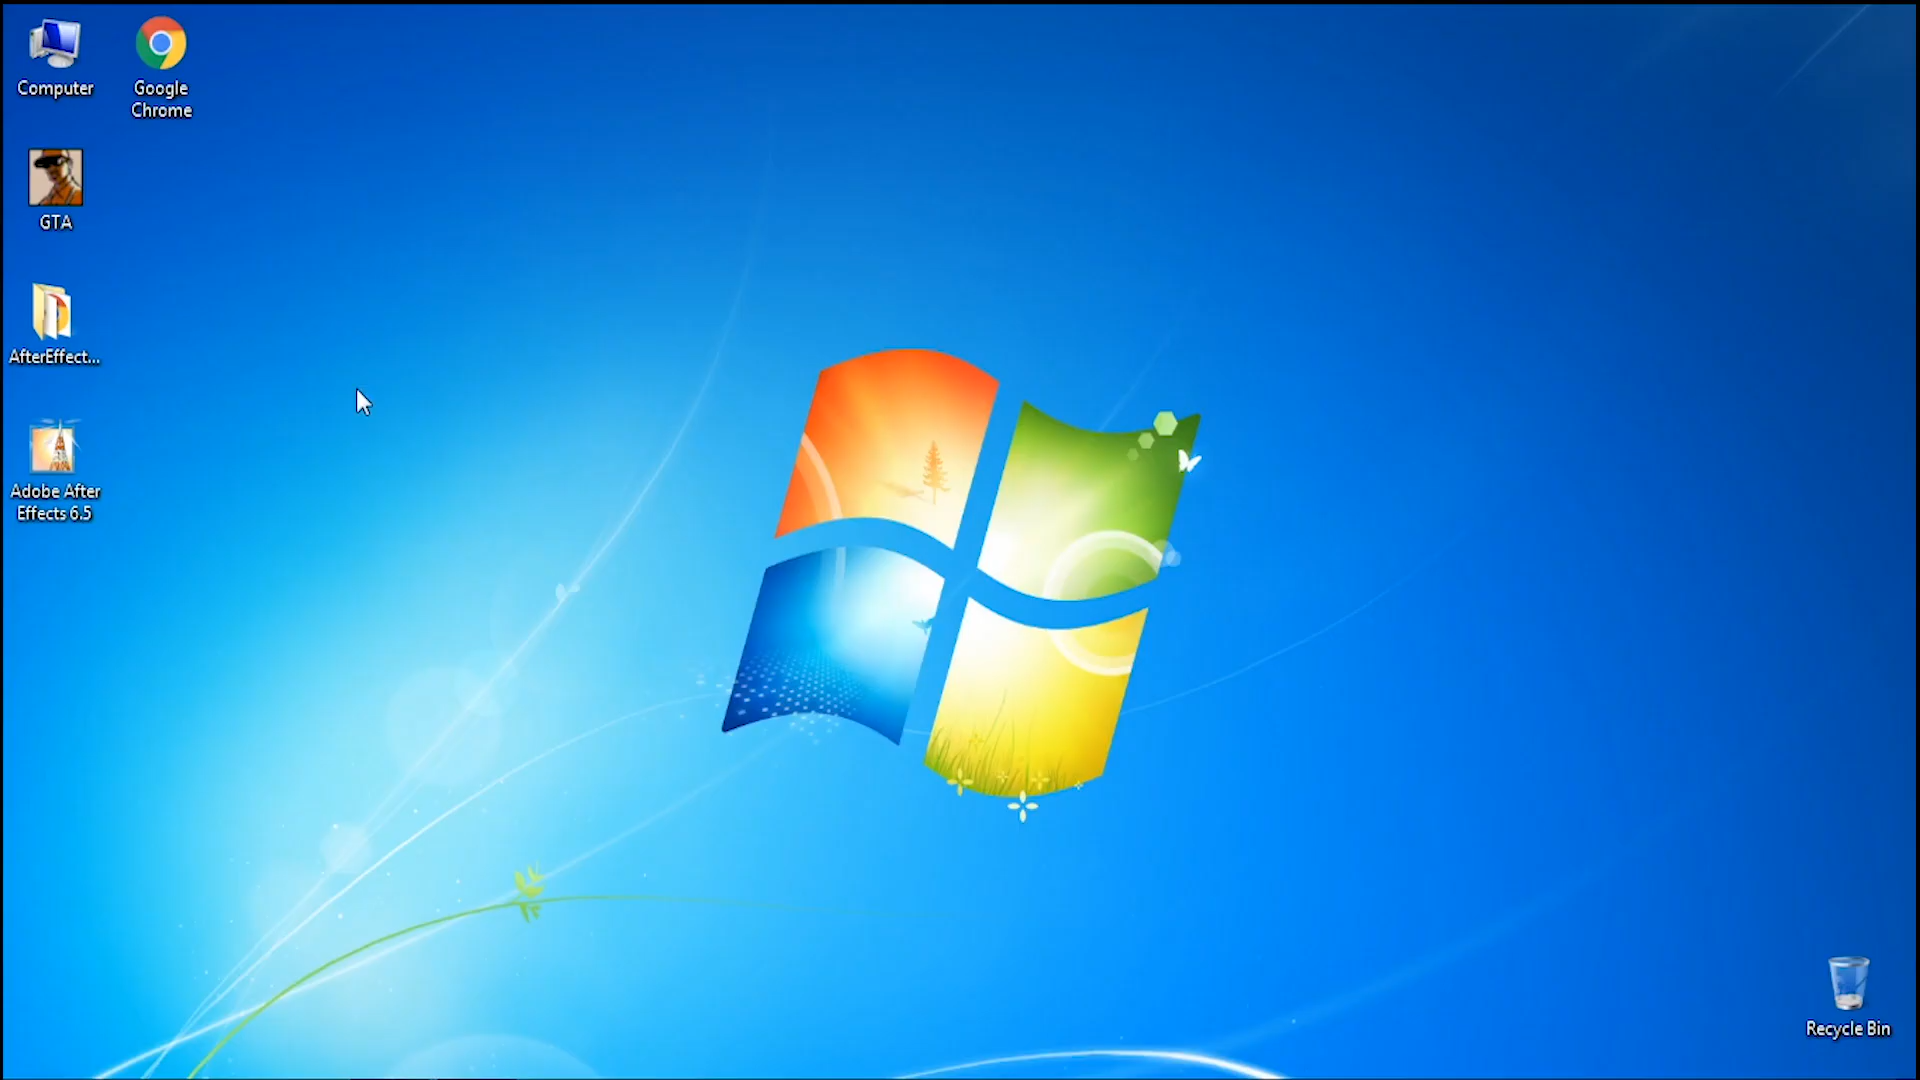 Computer
Google
Chrome
GTA
AfterEffect...
Adobe After
Effects 6.5
Recycle Bin